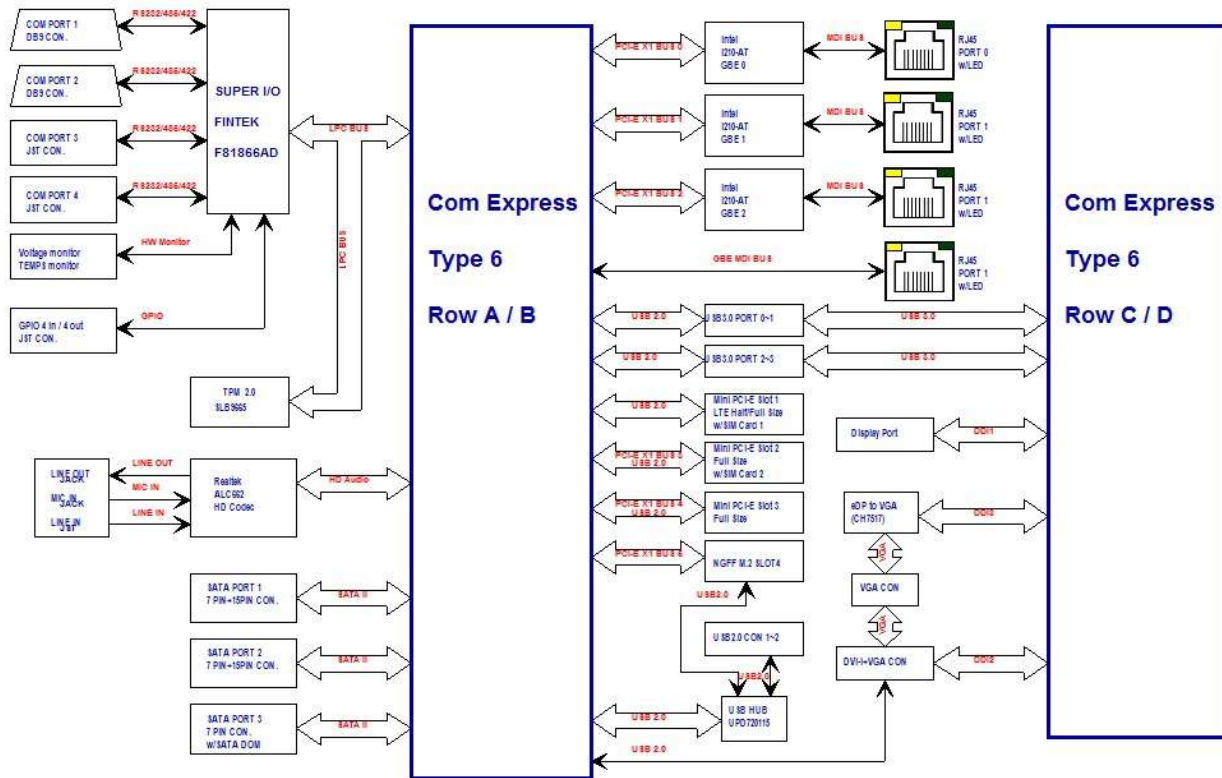 COM PORT 1
DB9 CON.
RS232/485/422
COM PORT 2
DB9 CON.
RS232/485/422
COM PORT 3
JST CON.
RS232/485/422
COM PORT 4
JST CON.
RS232/485/422
Voltage monitor
TEMPS monitor
HW Monitor
GPIO 4 in / 4 out
JST CON.
GPIO
SUPER I/O
FINTEK
F81866AD
LPC BUS
LPC BUS
TPM 2.0
SLB9665
LINE OUT
JACK
MIC IN
JACK
LINE IN
JST
LINE OUT
MIC IN
LINE IN
Realtek
ALC662
HD Codec
HD Audio
SATA PORT 1
7 PIN+15PIN CON.
SATA II
SATA PORT 2
7 PIN+15PIN CON.
SATA II
SATA PORT 3
7 PIN CON.
w/SATA DOM
SATA II
Com Express
Type 6
Row A / B
PCI-E X1 BUS 0
Intel
I210-AT
GBE 0
MDI BUS
RJ45
PORT 0
w/LED
PCI-E X1 BUS 1
Intel
I210-AT
GBE 1
MDI BUS
RJ45
PORT 1
w/LED
PCI-E X1 BUS 2
Intel
I210-AT
GBE 2
MDI BUS
RJ45
PORT 1
w/LED
GBE MDI BUS
RJ45
PORT 1
w/LED
USB 2.0
USB3.0 PORT 0~1
USB 3.0
USB 2.0
USB3.0 PORT 2~3
USB 3.0
USB 2.0
Mini PCI-E Slot 1
LTE Half/Full Size
w/SIM Card 1
PCI-E X1 BUS
USB 2.0
Mini PCI-E Slot 2
Full Size
w/SIM Card 2
PCI-E X1 BUS 4
USB 2.0
Mini PCI-E Slot 3
Full Size
PCI-E X1 BUS
NGFF M.2 SLOT4
USB2.0
USB2.0 CON 1~2
USB2.0
USB 2.0
USB HUB
UPD720115
USB 2.0
Display Port
DDI1
eDP to VGA
(CH7517)
DDI3
VGA
VGA CON
VGA
DVI-I+VGA CON
DDI2
Com Express
Type 6
Row C / D